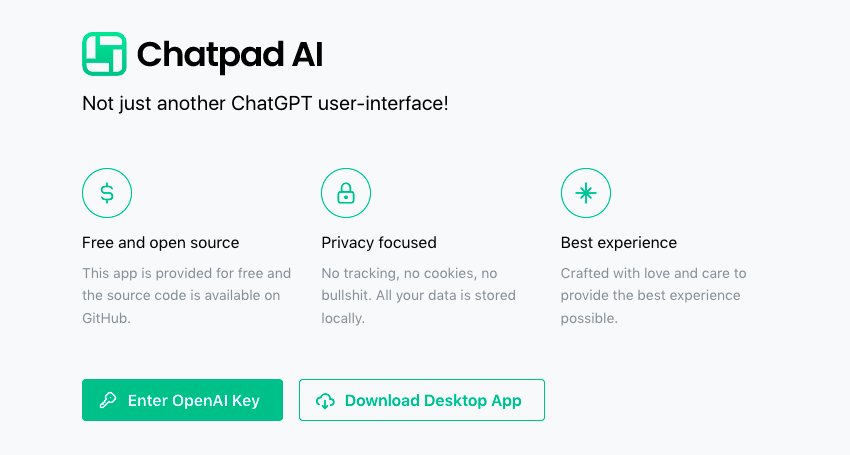 Chatpad AI
Not just another ChatGPT user-interface!
Free and open source
This app is provided for free and
the source code is available on
GitHub.
Privacy focused
No tracking, no cookies, no
bullshit. All your data is stored
locally.
Best experience
Crafted with love and care to
provide the best experience
possible.
Enter OpenAI Key
Download Desktop App